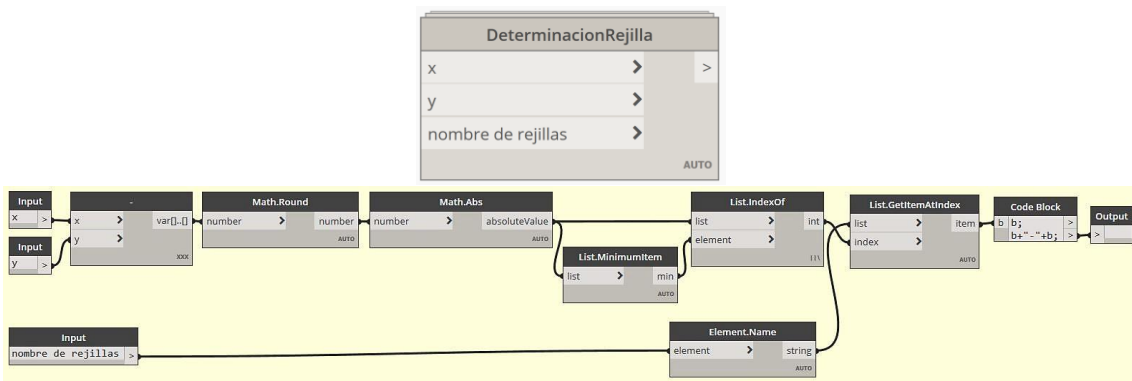 DeterminacionRejilla
x
>
y
nombre de rejillas
AUTO
Input
x >
Input
y >
-
x var[]..[]
y
XXX
Math.Round
number number
AUTO
Math.Abs
number absoluteValue
AUTO
List.MinimumItem
list min
AUTO
List.IndexOf
list int
element
||\
List.GetItemAtIndex
list item
index
AUTO
Code Block
b b; >
b+"-"+b; >
Output
>
Input
nombre de rejillas >
Element.Name
element string
AUTO